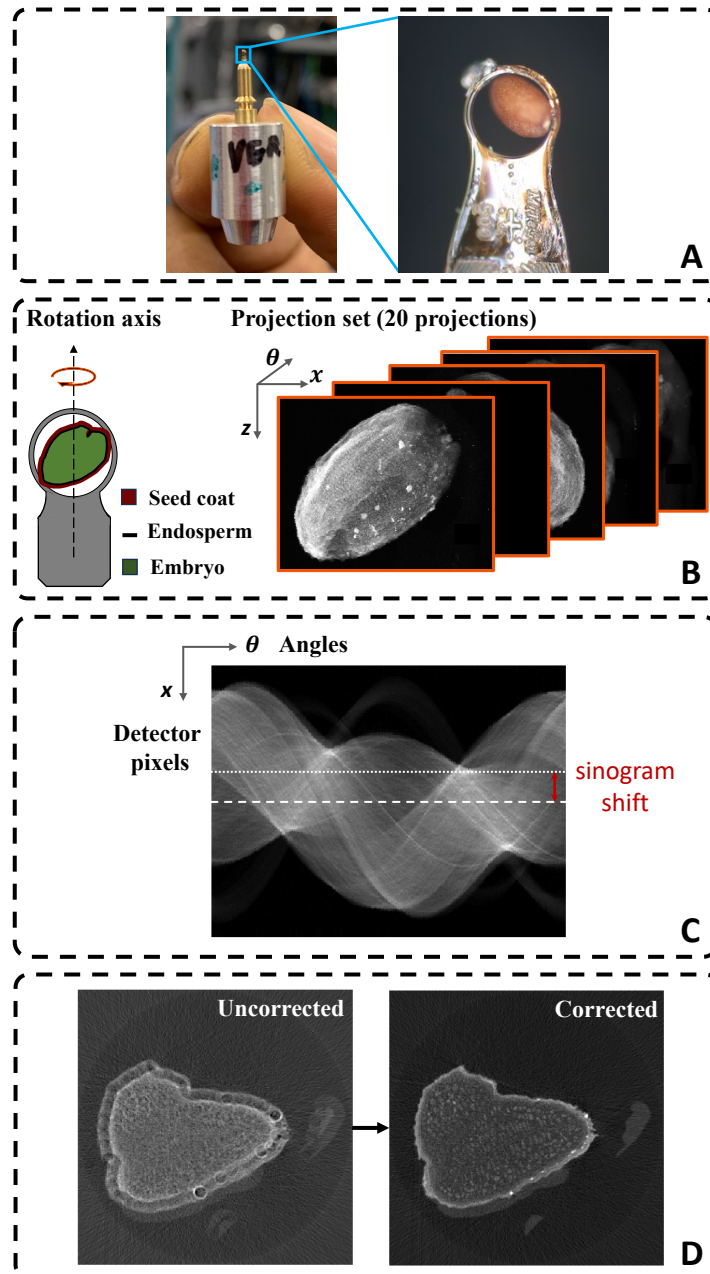 VGR
A
Rotation axis
Projection set (20 projections)
θ
x
z
Seed coat
Endosperm
Embryo
B
θ Angles
x
Detector
pixels
sinogram
shift
C
Uncorrected
Corrected
D